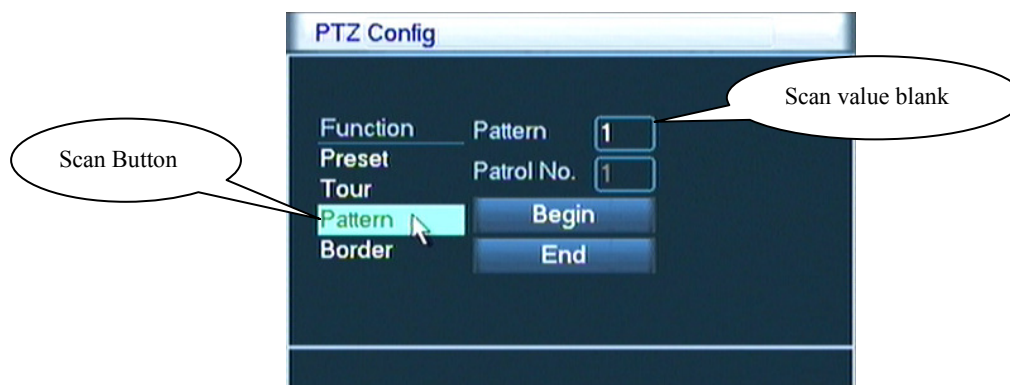 PTZ Config
Scan value blank
Function Pattern 1
Scan Button
Preset
Patrol No. 1
Tour
Pattern Begin
Border End